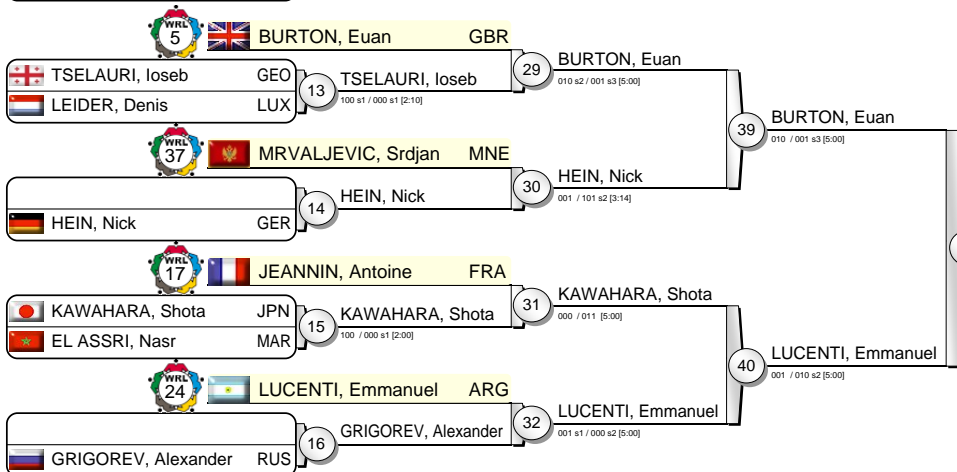 WRL 5 BURTON, Euan GBR
TSELAURI, Ioseb GEO
LEIDER, Denis LUX
13 TSELAURI, Ioseb
100 s1 / 000 s1 [2:10]
29 BURTON, Euan
010 s2 / 001 s3 [5:00]
WRL 37 MRVALJEVIC, Srdjan MNE
HEIN, Nick GER
14 HEIN, Nick
30 HEIN, Nick
001 / 101 s2 [3:14]
39 BURTON, Euan
010 / 001 s3 [5:00]
WRL 17 JEANNIN, Antoine FRA
KAWAHARA, Shota JPN
EL ASSRI, Nasr MAR
15 KAWAHARA, Shota
100 / 000 s1 [2:00]
31 KAWAHARA, Shota
000 / 011 [5:00]
WRL 24 LUCENTI, Emmanuel ARG
GRIGOREV, Alexander RUS
16 GRIGOREV, Alexander
32 LUCENTI, Emmanuel
001 s1 / 000 s2 [5:00]
40 LUCENTI, Emmanuel
001 / 010 s2 [5:00]